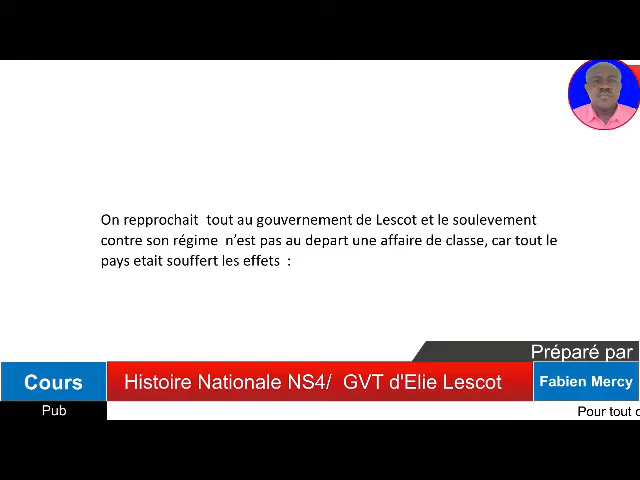 On repprochait tout au gouvernement de Lescot et le soulevement
contre son régime n'est pas au depart une affaire de classe, car tout le
pays etait souffert les effets :
Préparé par
Cours
Histoire Nationale NS4/ GVT d'Elie Lescot
Fabien Mercy
Pub
Pour tout